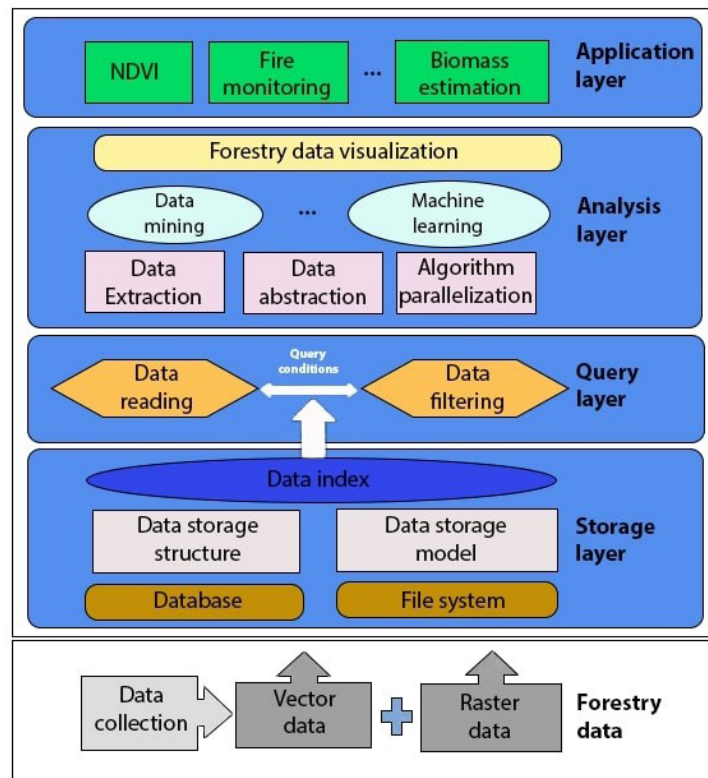 NDVI
Fire
monitoring
...
Biomass
estimation
Application
layer
Forestry data visualization
Data
mining
...
Machine
learning
Data
Extraction
Data
abstraction
Algorithm
parallelization
Analysis
layer
Data
reading
Query
conditions
Data
filtering
Query
layer
Data index
Data storage
structure
Data storage
model
Database
File system
Storage
layer
Data
collection
Vector
data
Raster
data
Forestry
data